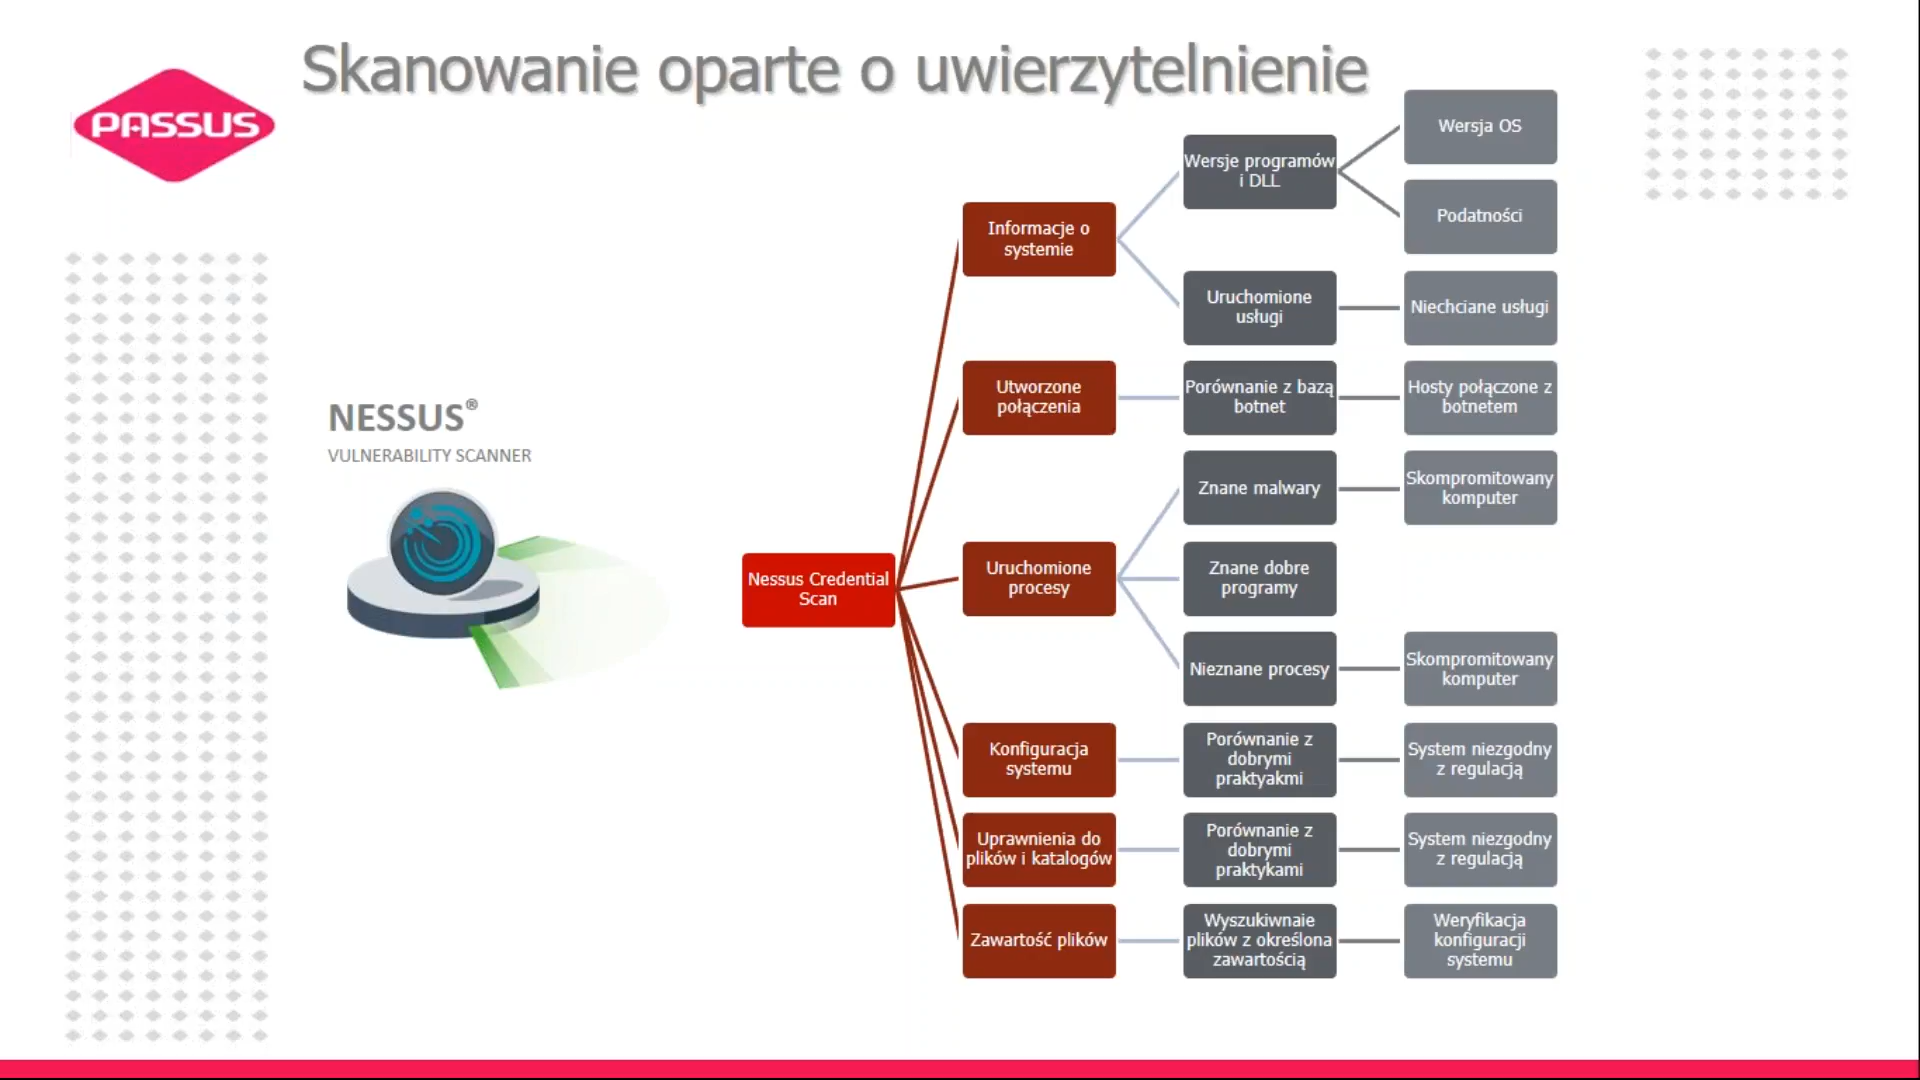 Skanowanie oparte o uwierzytelnienie
PASSUS
NESSUS®
VULNERABILITY SCANNER
Nessus Credential
Scan
Informacje o
systemie
Wersje programów
i DLL
Wersja OS
Podatności
Uruchomione
usługi
Niechciane usługi
Utworzone
połączenia
Porównanie z bazą
botnet
Hosty połączone z
botnetem
Uruchomione
procesy
Znane malwary
Skompromitowany
komputer
Znane dobre
programy
Nieznane procesy
Skompromitowany
komputer
Konfiguracja
systemu
Porównanie z
dobrymi
praktyakmi
System niezgodny
z regulacją
Uprawnienia do
plików i katalogów
Porównanie z
dobrymi
praktykami
System niezgodny
z regulacją
Zawartość plików
Wyszukiwnaie
plików z określona
zawartością
Weryfikacja
konfiguracji
systemu